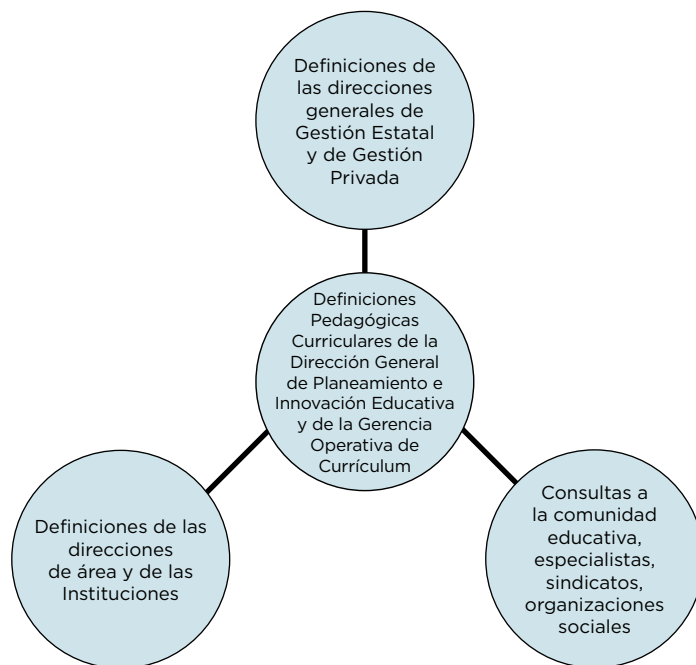 Definiciones de
las direcciones
generales de
Gestión Estatal
y de Gestión
Privada
Definiciones
Pedagógicas
Curriculares de la
Dirección General
de Planeamiento e
Innovación Educativa
y de la Gerencia
Operativa de
Currículum
Definiciones de las
direcciones
de área y de las
Instituciones
Consultas a
la comunidad
educativa,
especialistas,
sindicatos,
organizaciones
sociales